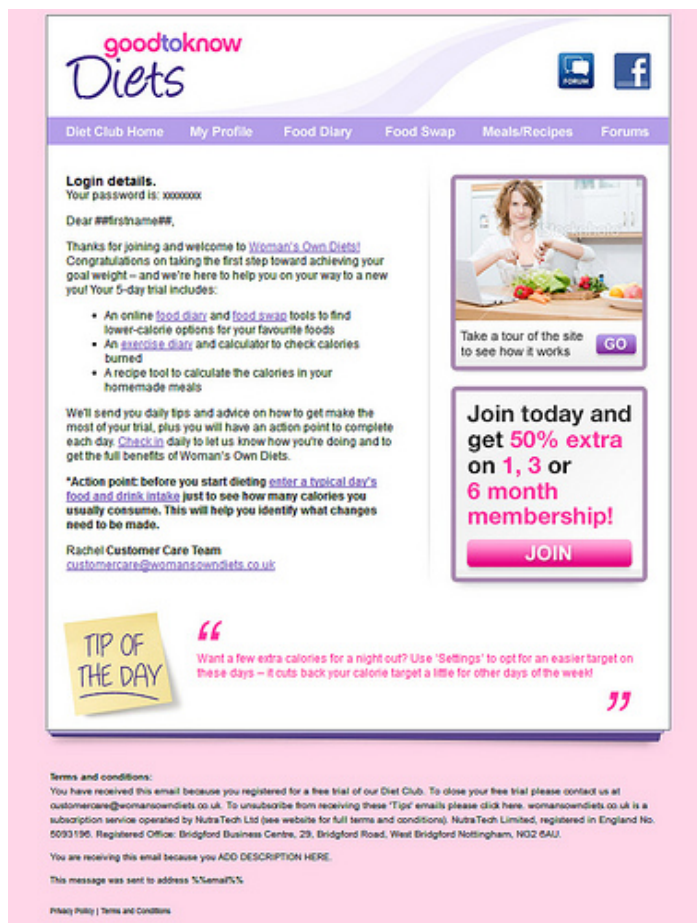 goodtoknow
Diets
FORUM
f
Diet Club Home My Profile Food Diary Food Swap Meals/Recipes Forums
Login details.
Your password is: xxxxxxxx
Dear ##firstname##,
Thanks for joining and welcome to Woman's Own Diets!
Congratulations on taking the first step toward achieving your
goal weight – and we're here to help you on your way to a new
you! Your 5-day trial includes:
• An online food diary and food swap tools to find
lower-calorie options for your favourite foods
• An exercise diary and calculator to check calories
burned
• A recipe tool to calculate the calories in your
homemade meals
We'll send you daily tips and advice on how to get make the
most of your trial, plus you will have an action point to complete
each day. Check in daily to let us know how you're doing and to
get the full benefits of Woman's Own Diets.
*Action point: before you start dieting enter a typical day's
food and drink intake just to see how many calories you
usually consume. This will help you identify what changes
need to be made.
Rachel Customer Care Team
customercare@womansowndiets.co.uk
Take a tour of the site
to see how it works
GO
Join today and
get 50% extra
on 1, 3 or
6 month
membership!
JOIN
TIP OF
THE DAY
“
Want a few extra calories for a night out? Use 'Settings' to opt for an easier target on
these days – it cuts back your calorie target a little for other days of the week!
”
Terms and conditions:
You have received this email because you registered for a free trial of our Diet Club. To close
your free trial please contact us at
customercare@womansowndiets.co.uk. To unsubscribe from receeiving these 'Tips' emails please click here. womansowndiets.co.uk is a
subscription service operated by NutraTech Ltd (see website for full terms and conditions). NutraTech Limited, registered in England No.
5093196. Registered Office: Bridgford Business Centre, 29, Bridgford Road, West Bridgford Nottingham, NG2 6AU.
You are receiving this email because you ADD DESCRIPTION HERE.
This message was sent to address %%email%%
Privacy Policy | Terms and Conditions